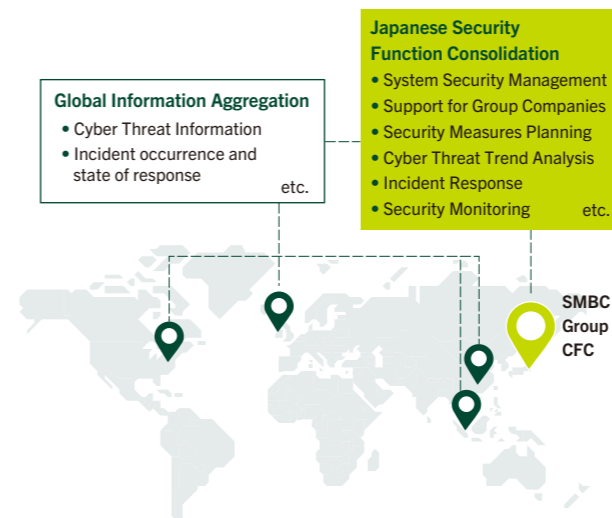 Japanese Security
Function Consolidation
• System Security Management
• Support for Group Companies
• Security Measures Planning
• Cyber Threat Trend Analysis
• Incident Response
• Security Monitoring etc.
Global Information Aggregation
• Cyber Threat Information
• Incident occurrence and
state of response
etc.
SMBC
Group
CFC